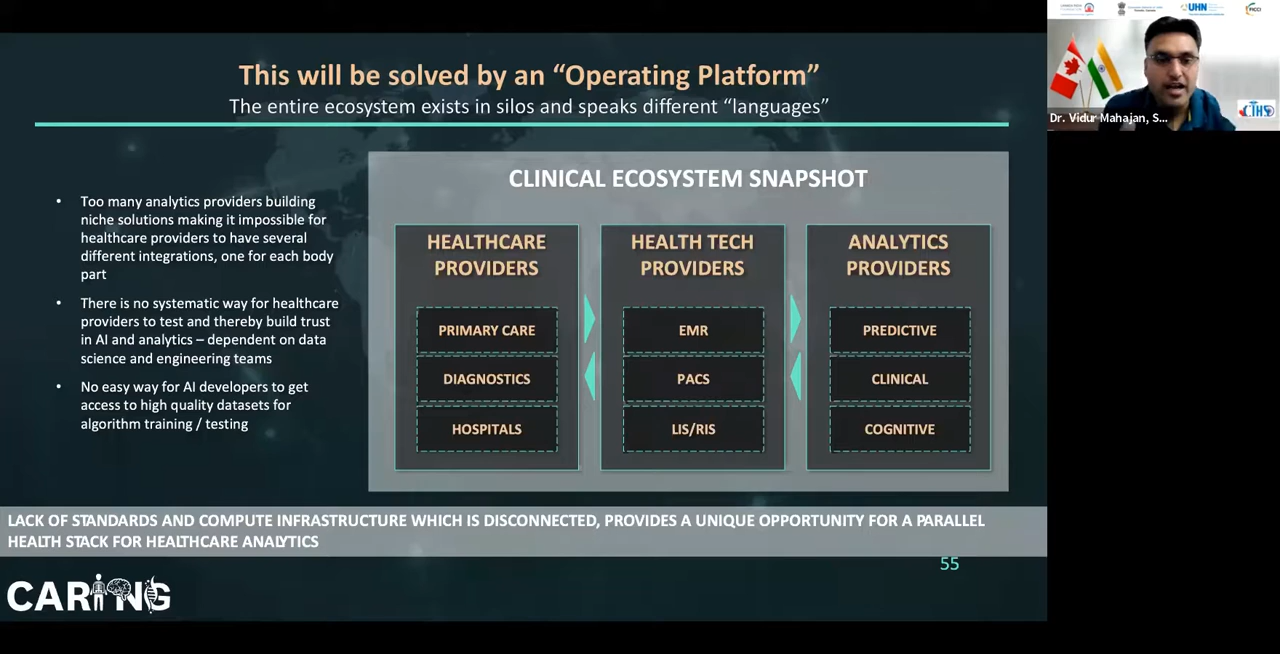 This will be solved by an “Operating Platform”
The entire ecosystem exists in silos and speaks different “languages”
• Too many analytics providers building
niche solutions making it impossible for
healthcare providers to have several
different integrations, one for each body
part
• There is no systematic way for healthcare
providers to test and thereby build trust
in AI and analytics – dependent on data
science and engineering teams
• No easy way for AI developers to get
access to high quality datasets for
algorithm training / testing
CLINICAL ECOSYSTEM SNAPSHOT
HEALTHCARE
PROVIDERS
PRIMARY CARE
DIAGNOSTICS
HOSPITALS
HEALTH TECH
PROVIDERS
EMR
PACS
LIS/RIS
ANALYTICS
PROVIDERS
PREDICTIVE
CLINICAL
COGNITIVE
LACK OF STANDARDS AND COMPUTE INFRASTRUCTURE WHICH IS DISCONNECTED, PROVIDES A UNIQUE OPPORTUNITY FOR A PARALLEL
HEALTH STACK FOR HEALTHCARE ANALYTICS
55
CARING
UHN
FICCI
Dr. Vidur Mahajan, S...